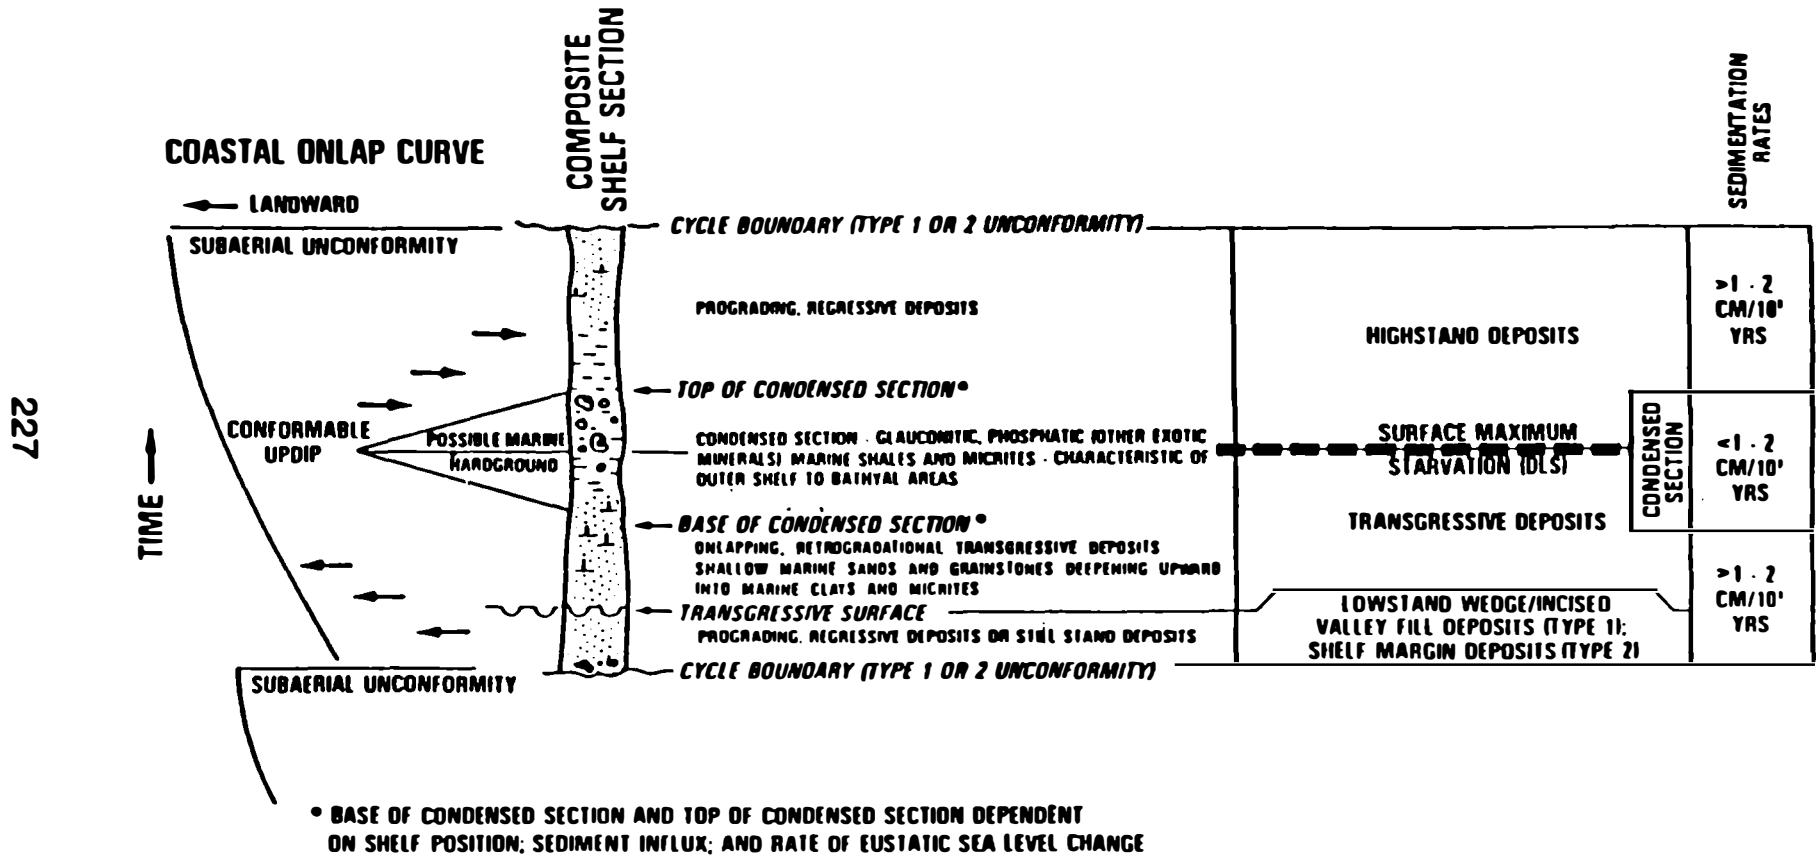 COMPOSITE
SHELF SECTION
SEDIMENTATION
RATES
COASTAL ONLAP CURVE
LANDWARD
CYCLE BOUNDARY (TYPE 1 OR 2 UNCONFORMITY)
SUBAERIAL UNCONFORMITY
PROGRADING, REGRESSIVE DEPOSITS
HIGHSTAND DEPOSITS
>1 - 2
CM/10'
YRS
TOP OF CONDENSED SECTION*
CONFORMABLE
UPDIP
POSSIBLE MARINE
HARDGROUND
CONDENSED SECTION - GLAUCONITIC, PHOSPHATIC (OTHER EXOTIC
MINERALS) MARINE SHALES AND MICRITES - CHARACTERISTIC OF
OUTER SHELF TO BATHYAL AREAS
SURFACE MAXIMUM
STARVATION (DLS)
CONDENSED
SECTION
<1 - 2
CM/10'
YRS
227
TIME
BASE OF CONDENSED SECTION*
TRANSGRESSIVE DEPOSITS
ONLAPPING, RETROGRADATIONAL TRANSGRESSIVE DEPOSITS
SHALLOW MARINE SANDS AND GRAINSTONES DEEPENING UPWARD
INTO MARINE CLAYS AND MICRITES
>1 - 2
CM/10'
YRS
TRANSGRESSIVE SURFACE
PROGRADING, REGRESSIVE DEPOSITS OR STILL STAND DEPOSITS
LOWSTAND WEDGE/INCISED
VALLEY FILL DEPOSITS (TYPE 1);
SHELF MARGIN DEPOSITS (TYPE 2)
CYCLE BOUNDARY (TYPE 1 OR 2 UNCONFORMITY)
SUBAERIAL UNCONFORMITY
* BASE OF CONDENSED SECTION AND TOP OF CONDENSED SECTION DEPENDENT
ON SHELF POSITION; SEDIMENT INFLUX; AND RATE OF EUSTATIC SEA LEVEL CHANGE